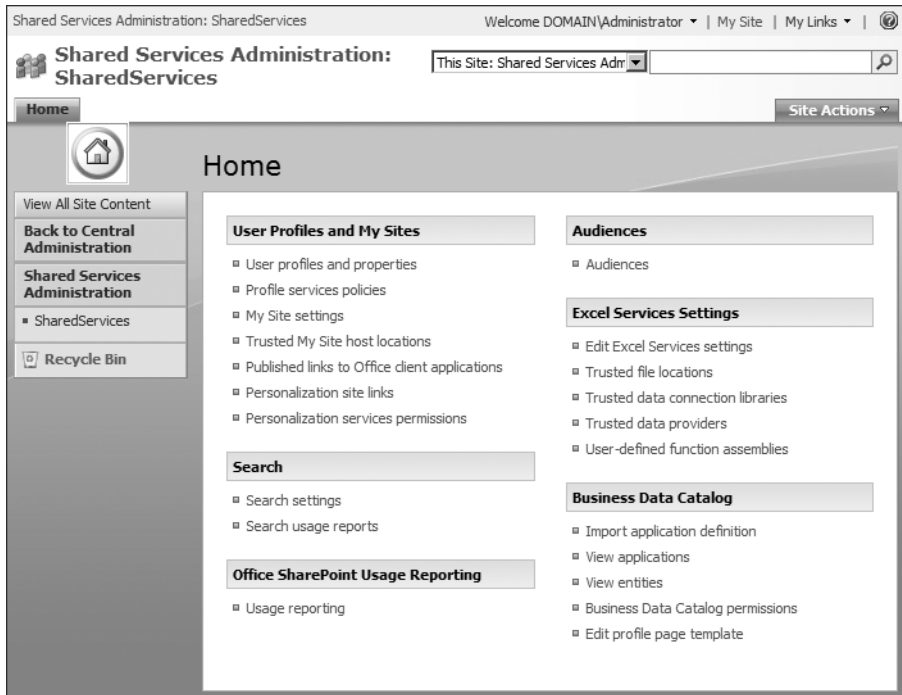 Shared Services Administration: SharedServices
Welcome DOMAIN\Administrator ▾ | My Site | My Links ▾ |
Shared Services Administration:
SharedServices
This Site: Shared Services Adm
Home
Site Actions ▾
Home
View All Site Content
Back to Central
Administration
Shared Services
Administration
SharedServices
Recycle Bin
User Profiles and My Sites
User profiles and properties
Profile services policies
My Site settings
Trusted My Site host locations
Published links to Office client applications
Personalization site links
Personalization services permissions
Search
Search settings
Search usage reports
Office SharePoint Usage Reporting
Usage reporting
Audiences
Audiences
Excel Services Settings
Edit Excel Services settings
Trusted file locations
Trusted data connection libraries
Trusted data providers
User-defined function assemblies
Business Data Catalog
Import application definition
View applications
View entities
Business Data Catalog permissions
Edit profile page template